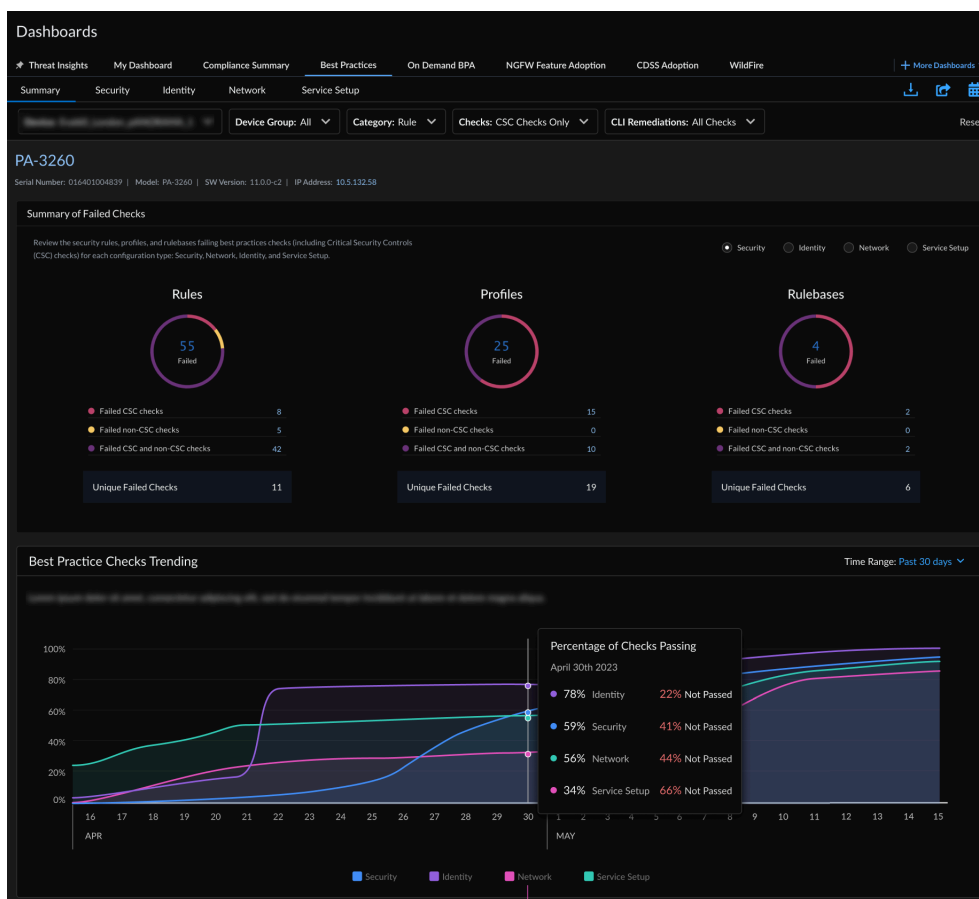 Dashboards
Threat Insights My Dashboard Compliance Summary Best Practices On Demand BPA NGFW Feature Adoption CDSS Adoption WildFire + More Dashboards
Summary Security Identity Network Service Setup
Device Group: All Category: Rule Checks: CSC Checks Only CLI Remediations: All Checks Rese
PA-3260
Serial Number: 016401004839 | Model: PA-3260 | SW Version: 11.0.0-c2 | IP Address: 10.5.132.58
Summary of Failed Checks
Review the security rules, profiles, and rulebases failing best practices checks (including Critical Security Controls
(CSC) checks) for each configuration type: Security, Network, Identity, and Service Setup.
Security Identity Network Service Setup
Rules
55
Failed
Failed CSC checks 8
Failed non-CSC checks 5
Failed CSC and non-CSC checks 42
Unique Failed Checks 11
Profiles
25
Failed
Failed CSC checks 15
Failed non-CSC checks 0
Failed CSC and non-CSC checks 10
Unique Failed Checks 19
Rulebases
4
Failed
Failed CSC checks 2
Failed non-CSC checks 0
Failed CSC and non-CSC checks 2
Unique Failed Checks 6
Best Practice Checks Trending
Time Range: Past 30 days
100%
80%
60%
40%
20%
0%
Percentage of Checks Passing
April 30th 2023
78% Identity 22% Not Passed
59% Security 41% Not Passed
56% Network 44% Not Passed
34% Service Setup 66% Not Passed
16 17 18 19 20 21 22 23 24 25 26 27 28 29 30 1 2 3 4 5 6 7 8 9 10 11 12 13 14 15
APR MAY
Security Identity Network Service Setup